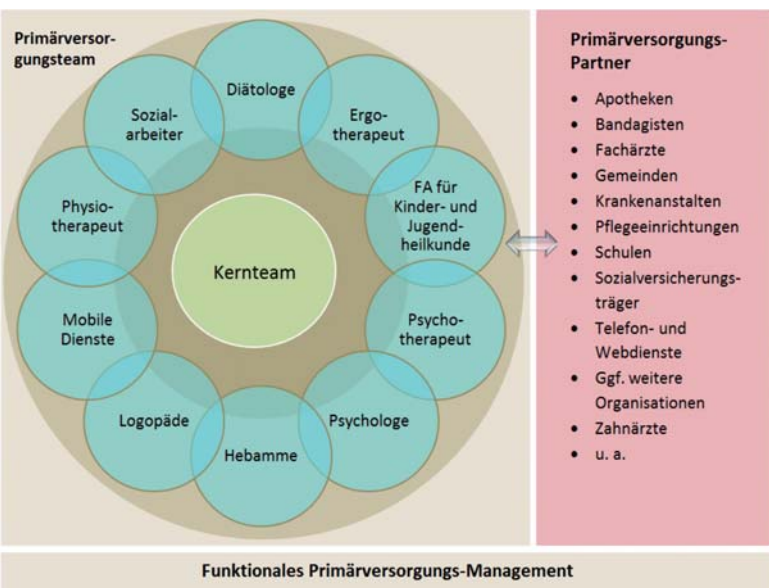 Primärversor-
gungsteam
Diätologe
Ergo-
therapeut
FA für
Kinder- und
Jugend-
heilkunde
Psycho-
therapeut
Psychologe
Hebamme
Logopäde
Mobile
Dienste
Physio-
therapeut
Sozial-
arbeiter
Kernteam
Primärversorgungs-
Partner
• Apotheken
• Bandagisten
• Fachärzte
• Gemeinden
• Krankenanstalten
• Pflegeeinrichtungen
• Schulen
• Sozialversicherungs-
träger
• Telefon- und
Webdienste
• Ggf. weitere
Organisationen
• Zahnärzte
• u. a.
Funktionales Primärversorgungs-Management